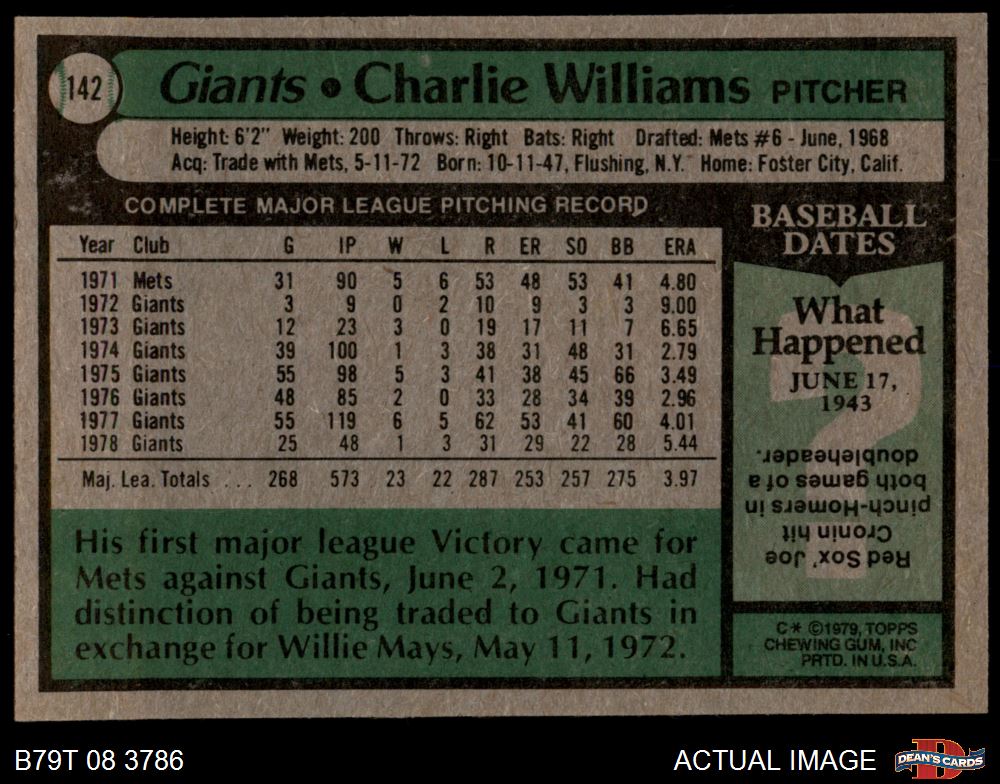 142
Giants • Charlie Williams PITCHER
Height: 6'2" Weight: 200 Throws: Right Bats: Right Drafted: Mets #6 - June, 1968
Acq: Trade with Mets, 5-11-72 Born: 10-11-47, Flushing, N.Y. Home: Foster City, Calif.
COMPLETE MAJOR LEAGUE PITCHING RECORD
Year Club G IP W L R ER SO BB ERA
1971 Mets 31 90 5 6 53 48 53 41 4.80
1972 Giants 3 9 0 2 10 9 3 3 9.00
1973 Giants 12 23 3 0 19 17 11 7 6.65
1974 Giants 39 100 1 3 38 31 48 31 2.79
1975 Giants 55 98 5 3 41 38 45 66 3.49
1976 Giants 48 85 2 0 33 28 34 39 2.96
1977 Giants 55 119 6 5 62 53 41 60 4.01
1978 Giants 25 48 1 3 31 29 22 28 5.44
Maj. Lea. Totals ... 268 573 23 22 287 253 257 275 3.97
His first major league Victory came for
Mets against Giants, June 2, 1971. Had
distinction of being traded to Giants in
exchange for Willie Mays, May 11, 1972.
BASEBALL
DATES
What
Happened
JUNE 17,
1943
Red Sox' Joe
Cronin hit
pinch-Homers in
both games of a
doubleheader.
C* ©1979, TOPPS
CHEWING GUM, INC
PRTD. IN U.S.A.
B79T 08 3786
ACTUAL IMAGE
D
DEAN'S CARDS